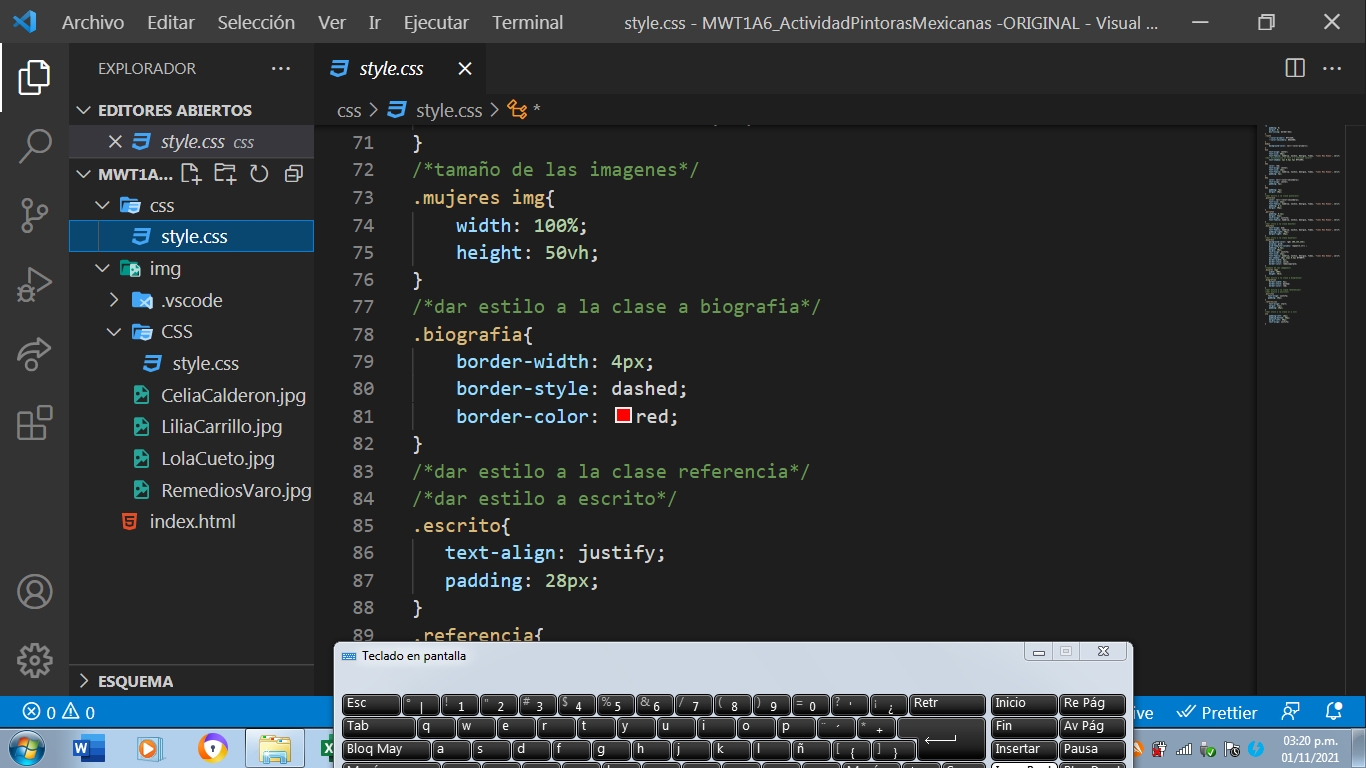 Archivo Editar Selección Ver Ir Ejecutar Terminal style.css - MWT1A6_ActividadPintorasMexicanas -ORIGINAL - Visual ...
EXPLORADOR
EDITORES ABIERTOS
style.css css
MWT1A...
css
style.css
img
.vscode
CSS
style.css
CeliaCalderon.jpg
LiliaCarrillo.jpg
LolaCueto.jpg
RemediosVaro.jpg
index.html
ESQUEMA
style.css
css > style.css > *
71 }
72 /*tamaño de las imagenes*/
73 .mujeres img{
74 width: 100%;
75 height: 50vh;
76 }
77 /*dar estilo a la clase a biografia*/
78 .biografia{
79 border-width: 4px;
80 border-style: dashed;
81 border-color: red;
82 }
83 /*dar estilo a la clase referencia*/
84 /*dar estilo a escrito*/
85 .escrito{
86 text-align: justify;
87 padding: 28px;
88 }
89 .referencia{
Teclado en pantalla
Esc ° | ! 1 " 2 # 3 $ 4 % 5 & 6 / 7 ( 8 ) 9 = 0 ? ' ¡ ¿ Retr Inicio Re Pág
Tab q w e r t y u i o p ¨ ´ * + Fin Av Pág
Bloq May a s d f g h j k l ñ [ { ] } Insertar Pausa
0 0 ive Prettier
03:20 p.m.
01/11/2021